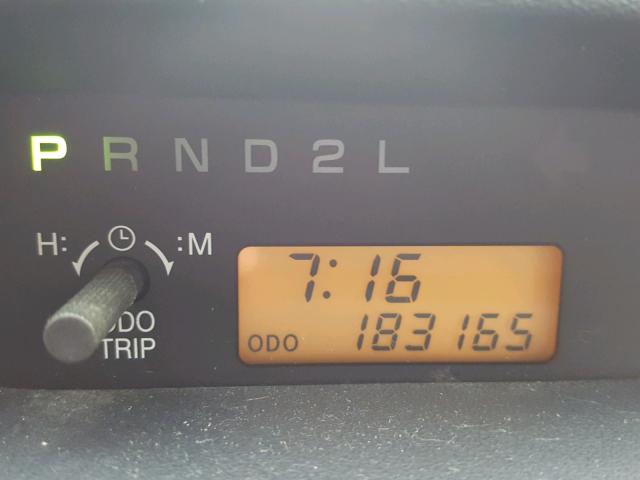 P R N D 2 L
H: :M
7:16
ODO 183165
ODO
TRIP